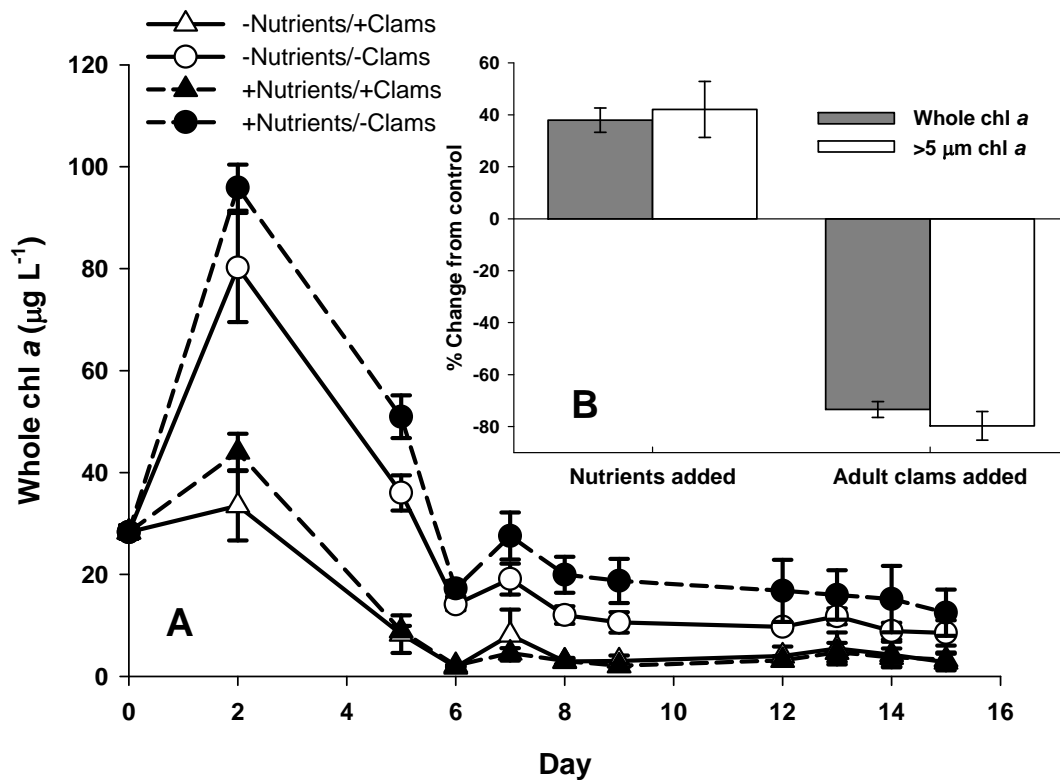 -Nutrients/+Clams
-Nutrients/-Clams
+Nutrients/+Clams
+Nutrients/-Clams
Whole chl a (µg L-1)
120
100
80
60
40
20
0
0 2 4 6 8 10 12 14 16
Day
A
% Change from control
60
40
20
0
-20
-40
-60
-80
Whole chl a
>5 µm chl a
B
Nutrients added Adult clams added